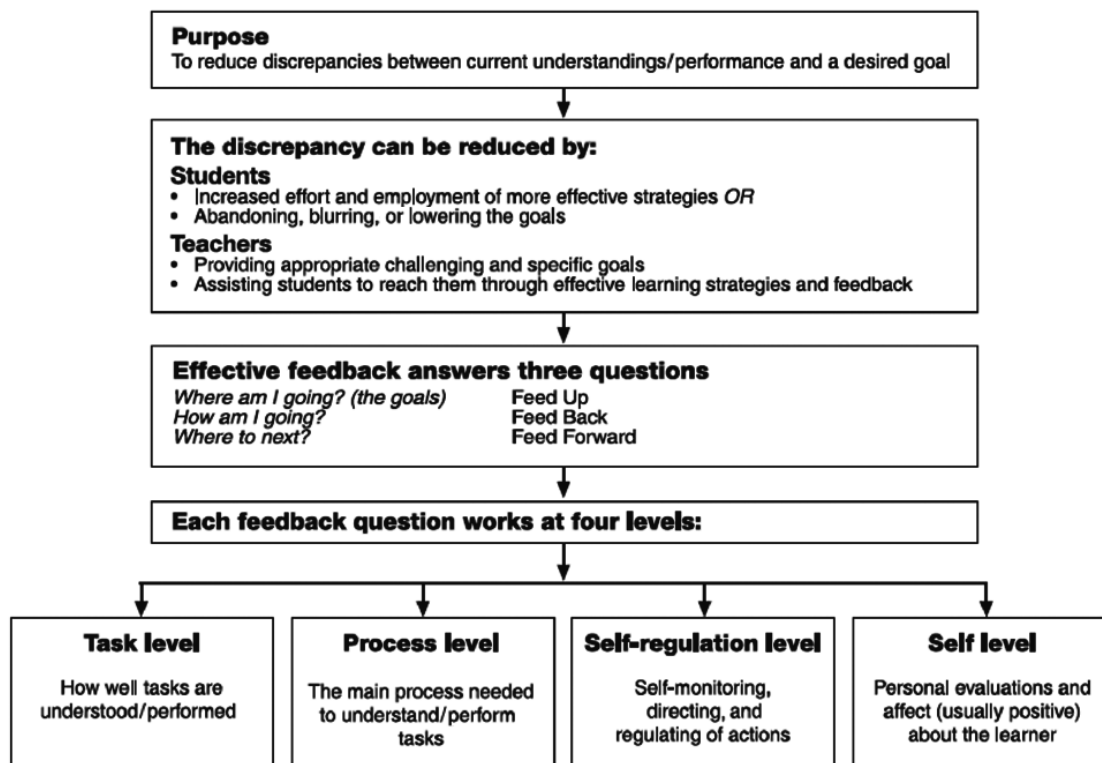 Purpose
To reduce discrepancies between current understandings/performance and a desired goal
The discrepancy can be reduced by:
Students
• Increased effort and employment of more effective strategies OR
• Abandoning, blurring, or lowering the goals
Teachers
• Providing appropriate challenging and specific goals
• Assisting students to reach them through effective learning strategies and feedback
Effective feedback answers three questions
Where am I going? (the goals) Feed Up
How am I going? Feed Back
Where to next? Feed Forward
Each feedback question works at four levels:
Task level
How well tasks are
understood/performed
Process level
The main process needed
to understand/perform
tasks
Self-regulation level
Self-monitoring,
directing, and
regulating of actions
Self level
Personal evaluations and
affect (usually positive)
about the learner